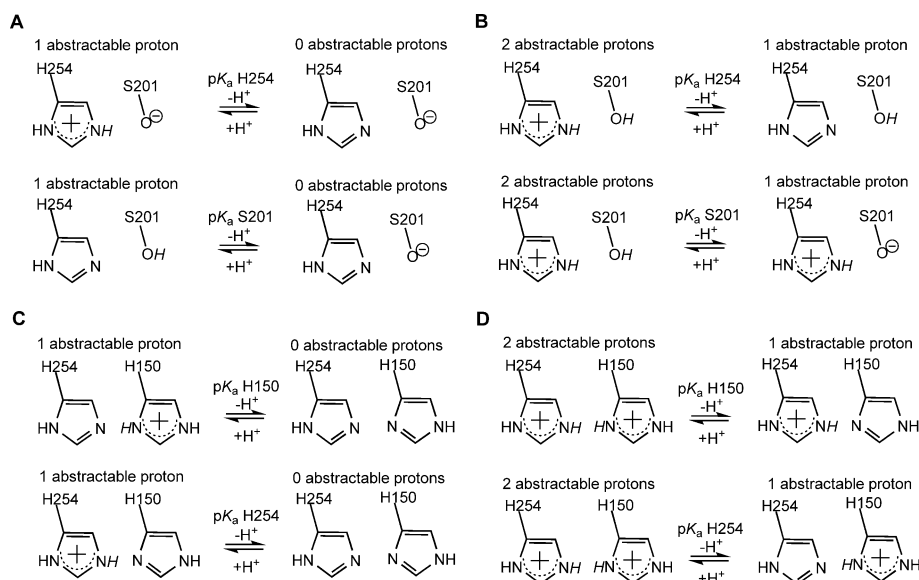 A
1 abstractable proton
0 abstractable protons
H254
S201
pKa H254
-H+
+H+
H254
S201
HN
NH
O
HN
N
O
1 abstractable proton
0 abstractable protons
H254
S201
pKa S201
-H+
+H+
H254
S201
HN
N
OH
HN
N
O
B
2 abstractable protons
1 abstractable proton
H254
S201
pKa H254
-H+
+H+
H254
S201
HN
NH
OH
HN
N
OH
2 abstractable protons
1 abstractable proton
H254
S201
pKa S201
-H+
+H+
H254
S201
HN
NH
OH
HN
NH
O
C
1 abstractable proton
0 abstractable protons
H254
H150
pKa H150
-H+
+H+
H254
H150
HN
N
HN
NH
HN
N
N
NH
1 abstractable proton
0 abstractable protons
H254
H150
pKa H254
-H+
+H+
H254
H150
HN
NH
N
NH
HN
N
N
NH
D
2 abstractable protons
1 abstractable proton
H254
H150
pKa H150
-H+
+H+
H254
H150
HN
NH
HN
NH
HN
NH
N
NH
2 abstractable protons
1 abstractable proton
H254
H150
pKa H254
-H+
+H+
H254
H150
HN
NH
HN
NH
HN
N
HN
NH